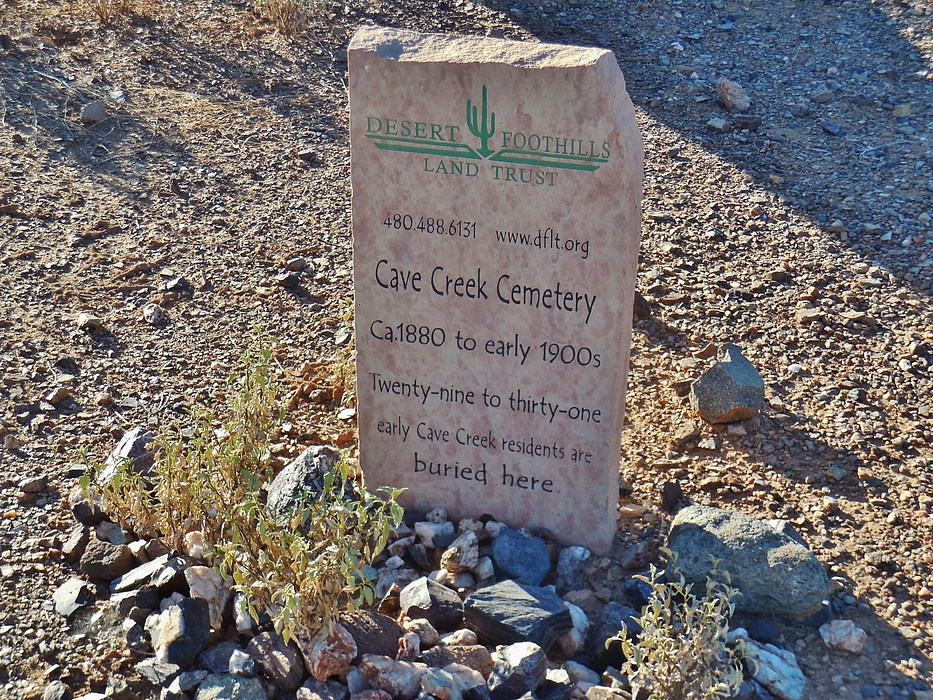 DESERT FOOTHILLS
LAND TRUST
480.488.6131 www.dflt.org
Cave Creek Cemetery
Ca.1880 to early 1900s
Twenty-nine to thirty-one
early Cave Creek residents are
buried here.